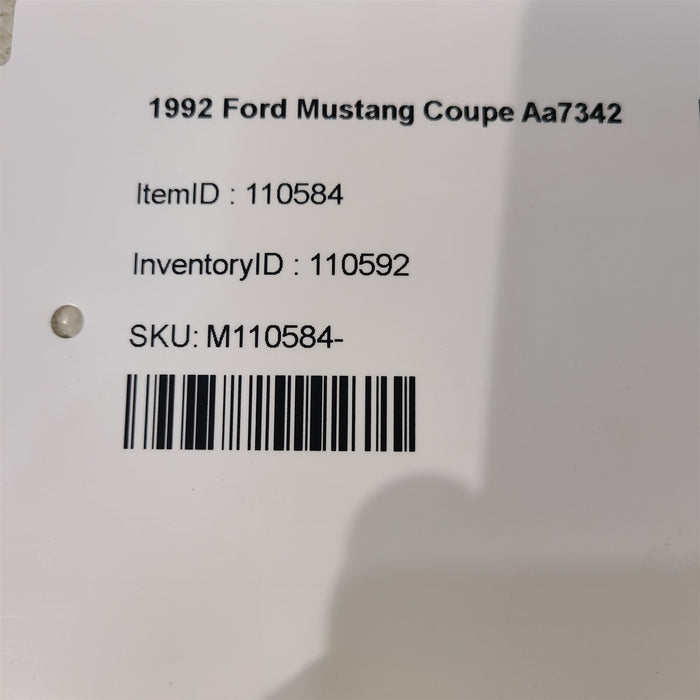 1992 Ford Mustang Coupe Aa7342
ItemID : 110584
InventoryID : 110592
SKU: M110584-